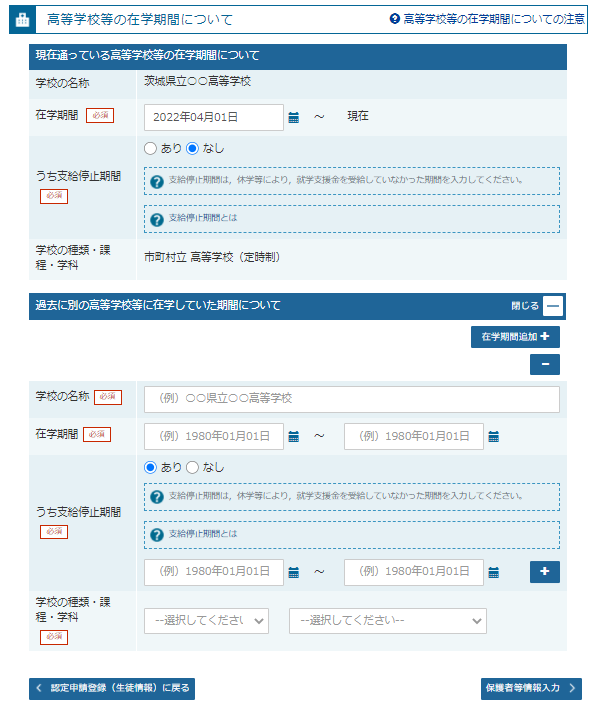 高等学校等の在学期間について
高等学校等の在学期間についての注意
現在通っている高等学校等の在学期間について
学校の名称
茨城県立〇〇高等学校
在学期間 必須
2022年04月01日 ～ 現在
うち支給停止期間
必須
あり なし
支給停止期間は，休学等により，就学支援金を受給していなかった期間を入力してください。
支給停止期間とは
学校の種類・課
程・学科
市町村立 高等学校（定時制）
過去に別の高等学校等に在学していた期間について
閉じる
在学期間追加
学校の名称 必須
（例）〇〇県立〇〇高等学校
在学期間 必須
（例）1980年01月01日 ～ （例）1980年01月01日
うち支給停止期間
必須
あり なし
支給停止期間は，休学等により，就学支援金を受給していなかった期間を入力してください。
支給停止期間とは
（例）1980年01月01日 ～ （例）1980年01月01日
学校の種類・課
程・学科
必須
--選択してください
--選択してください--
認定申請登録（生徒情報）に戻る
保護者等情報入力